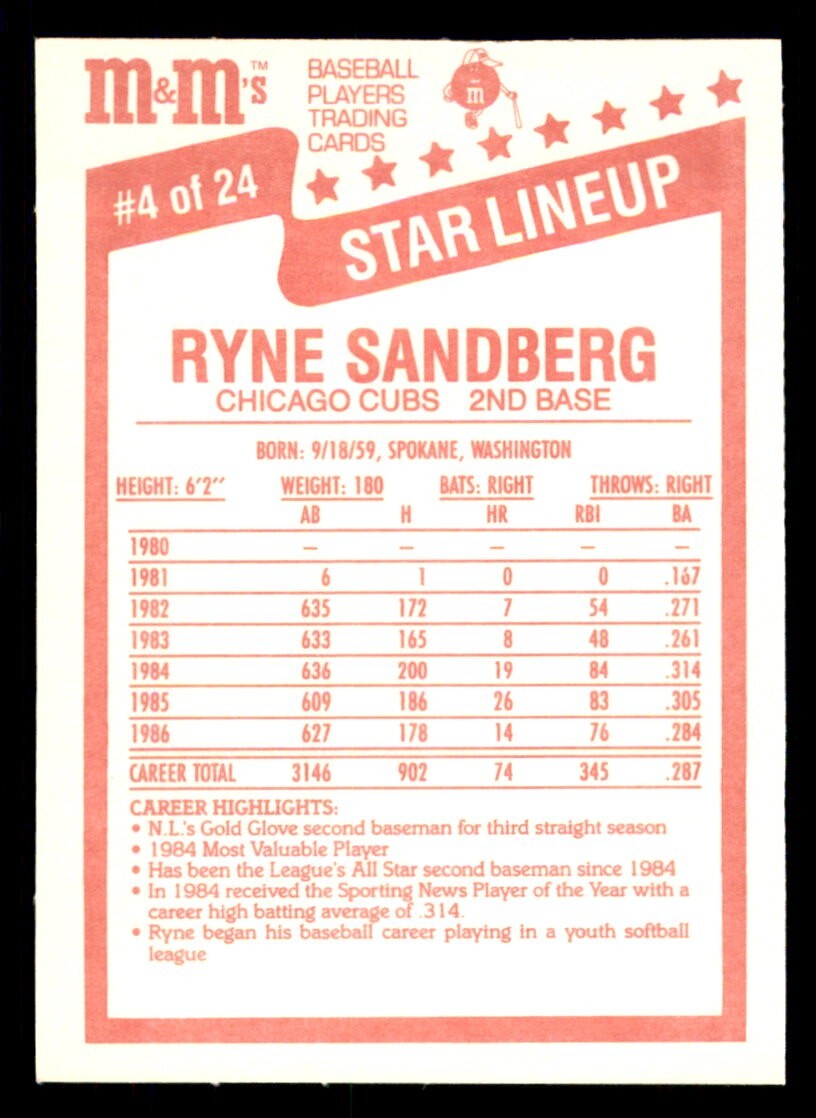 m&m's™
BASEBALL
PLAYERS
TRADING
CARDS
m
#4 of 24
STAR LINEUP
RYNE SANDBERG
CHICAGO CUBS 2ND BASE
BORN: 9/18/59, SPOKANE, WASHINGTON
HEIGHT: 6'2" WEIGHT: 180 BATS: RIGHT THROWS: RIGHT
AB H HR RBI BA
1980 – – – – –
1981 6 1 0 0 .167
1982 635 172 7 54 .271
1983 633 165 8 48 .261
1984 636 200 19 84 .314
1985 609 186 26 83 .305
1986 627 178 14 76 .284
CAREER TOTAL 3146 902 74 345 .287
CAREER HIGHLIGHTS:
• N.L.'s Gold Glove second baseman for third straight season
• 1984 Most Valuable Player
• Has been the League's All Star second baseman since 1984
• In 1984 received the Sporting News Player of the Year with a
career high batting average of .314.
• Ryne began his baseball career playing in a youth softball
league